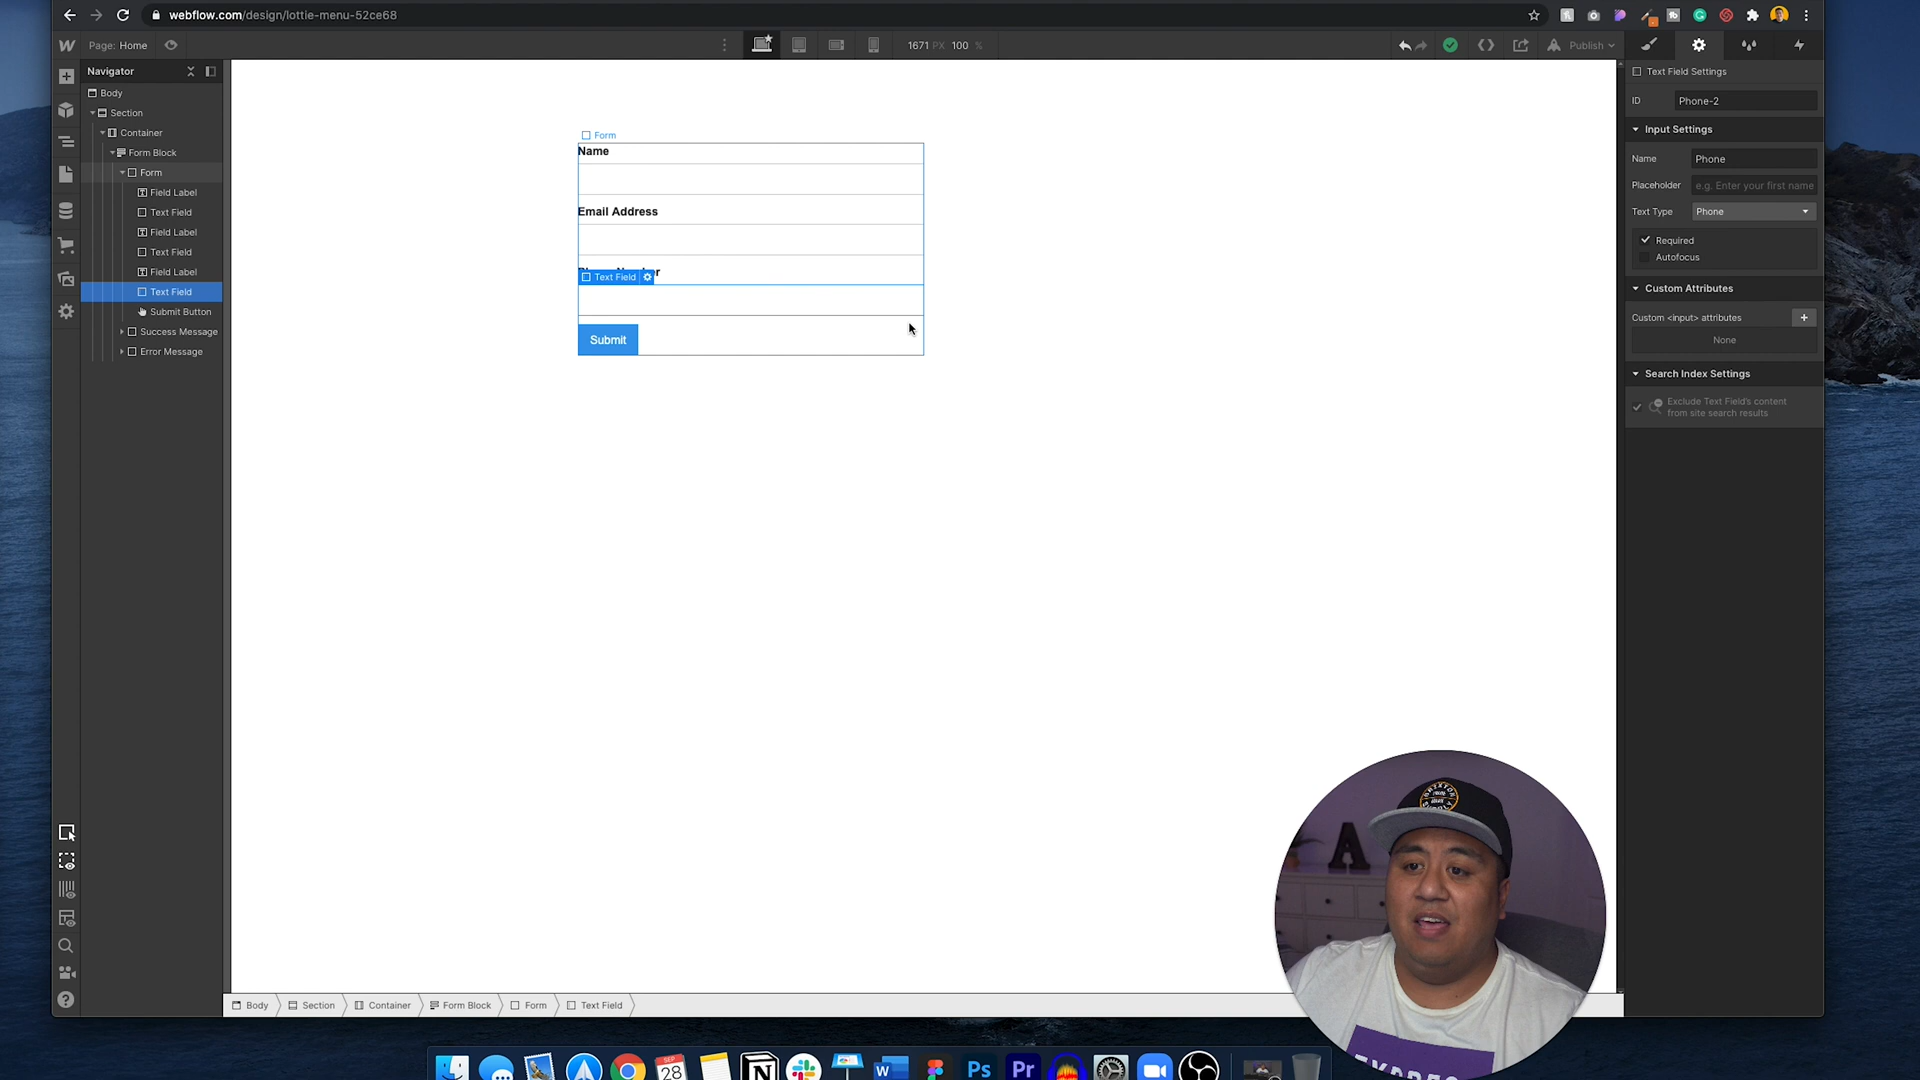 webflow.com/design/lottie-menu-52ce68
Page: Home
1671 PX 100 %
Publish
Navigator
Body
Section
Container
Form Block
Form
Field Label
Text Field
Field Label
Text Field
Field Label
Text Field
Submit Button
Success Message
Error Message
Form
Name
Email Address
Text Field
Submit
Text Field Settings
ID Phone-2
Input Settings
Name Phone
Placeholder e.g. Enter your first name
Text Type Phone
Required
Autofocus
Custom Attributes
Custom <input> attributes
None
Search Index Settings
Exclude Text Field's content
from site search results
Body Section Container Form Block Form Text Field
A
SEP
28
W
Ps
Pr